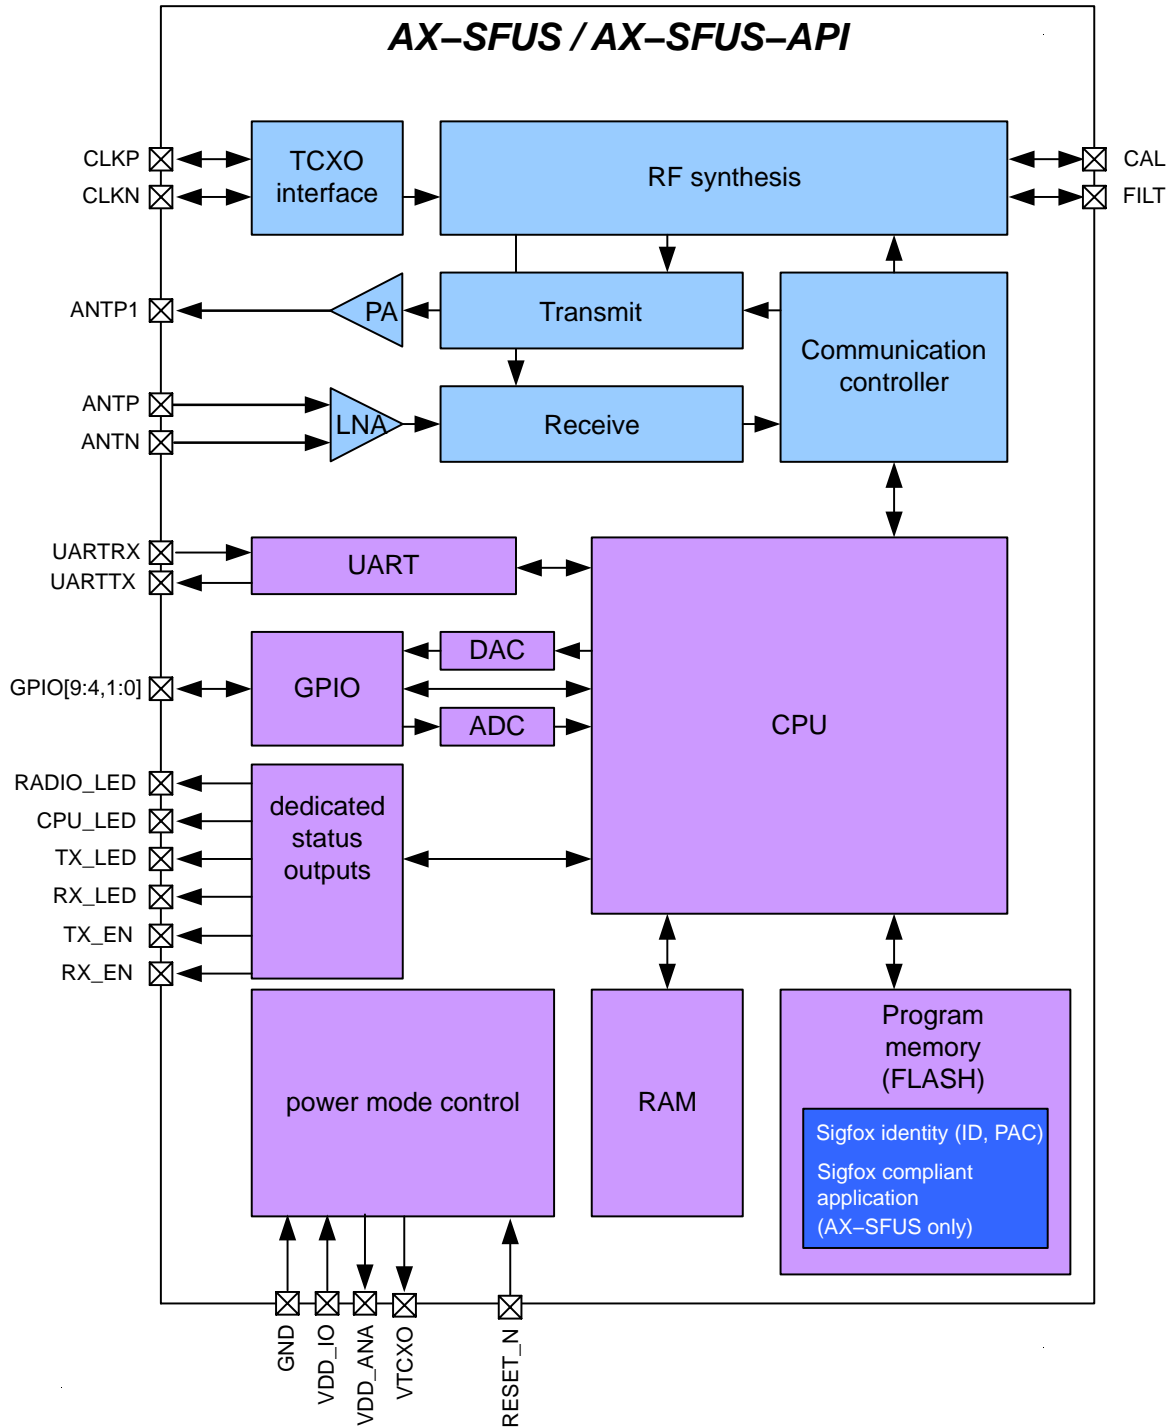 AX–SFUS / AX–SFUS–API
CLKP
CLKN
TCXO
interface
RF synthesis
CAL
FILT
ANTP1
PA
Transmit
Communication
controller
ANTP
ANTN
LNA
Receive
UARTRX
UARTTX
UART
GPIO[9:4,1:0]
GPIO
DAC
ADC
CPU
RADIO_LED
CPU_LED
TX_LED
RX_LED
TX_EN
RX_EN
dedicated
status
outputs
power mode control
RAM
Program
memory
(FLASH)
Sigfox identity (ID, PAC)
Sigfox compliant
application
(AX–SFUS only)
GND
VDD_IO
VDD_ANA
VTCXO
RESET_N